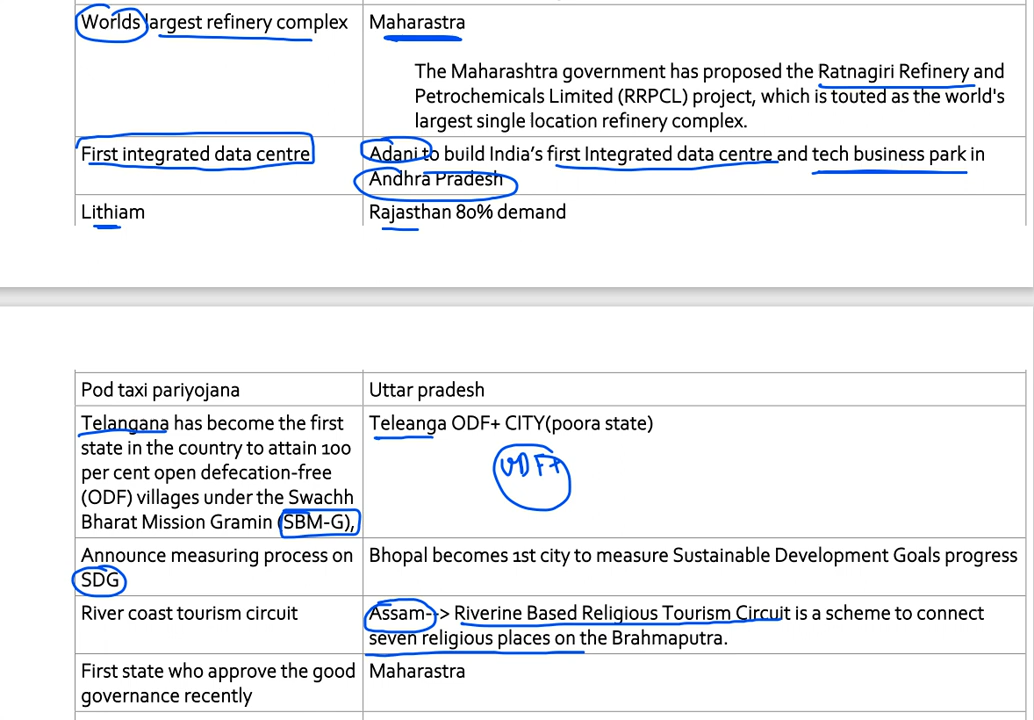 Worlds largest refinery complex
Maharastra
The Maharashtra government has proposed the Ratnagiri Refinery and
Petrochemicals Limited (RRPCL) project, which is touted as the world's
largest single location refinery complex.
First integrated data centre
Adani to build India's first Integrated data centre and tech business park in
Andhra Pradesh
Lithiam
Rajasthan 80% demand
Pod taxi pariyojana
Uttar pradesh
Telangana has become the first
state in the country to attain 100
per cent open defecation-free
(ODF) villages under the Swachh
Bharat Mission Gramin (SBM-G),
Teleanga ODF+ CITY(poora state)
ODF+
Announce measuring process on
SDG
Bhopal becomes 1st city to measure Sustainable Development Goals progress
River coast tourism circuit
Assam--> Riverine Based Religious Tourism Circuit is a scheme to connect
seven religious places on the Brahmaputra.
First state who approve the good
governance recently
Maharastra